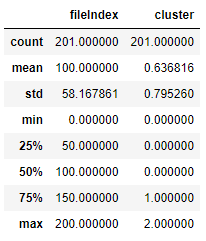 fileIndex cluster
count 201.000000 201.000000
mean 100.000000 0.636816
std 58.167861 0.795260
min 0.000000 0.000000
25% 50.000000 0.000000
50% 100.000000 0.000000
75% 150.000000 1.000000
max 200.000000 2.000000